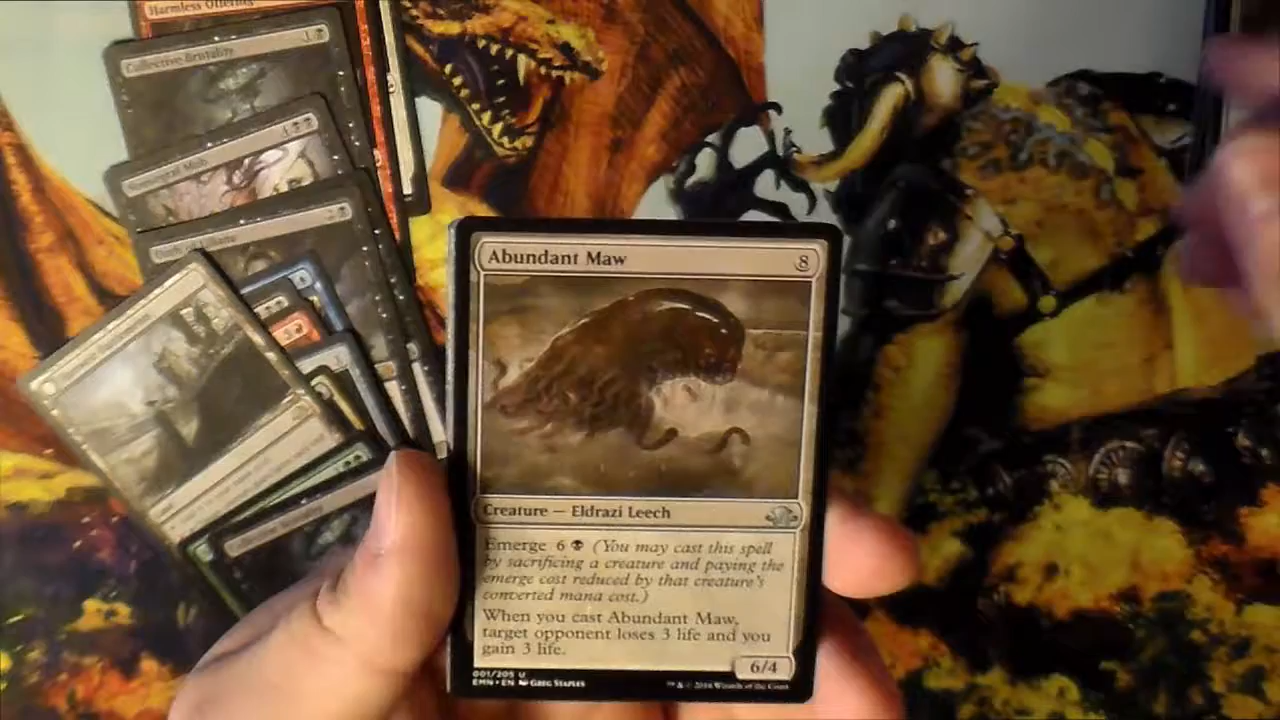 Harmless Offering
Collective Brutality
1
Abundant Maw
8
Creature — Eldrazi Leech
Emerge 6 (You may cast this spell
by sacrificing a creature and paying the
emerge cost reduced by that creature's
converted mana cost.)
When you cast Abundant Maw,
target opponent loses 3 life and you
gain 3 life.
6/4
001/205 U
EMN • EN Greg Staples
™ & © 2016 Wizards of the Coast